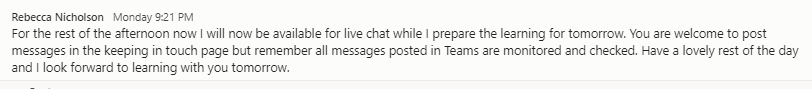 Rebecca Nicholson Monday 9:21 PM
For the rest of the afternoon now I will now be available for live chat while I prepare the learning for tomorrow. You are welcome to post
messages in the keeping in touch page but remember all messages posted in Teams are monitored and checked. Have a lovely rest of the day
and I look forward to learning with you tomorrow.